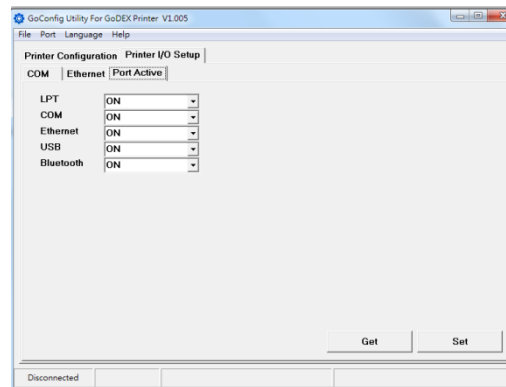 GoConfig Utility For GoDEX Printer V1.005
File Port Language Help
Printer Configuration Printer I/O Setup
COM Ethernet Port Active
LPT ON
COM ON
Ethernet ON
USB ON
Bluetooth ON
Get Set
Disconnected